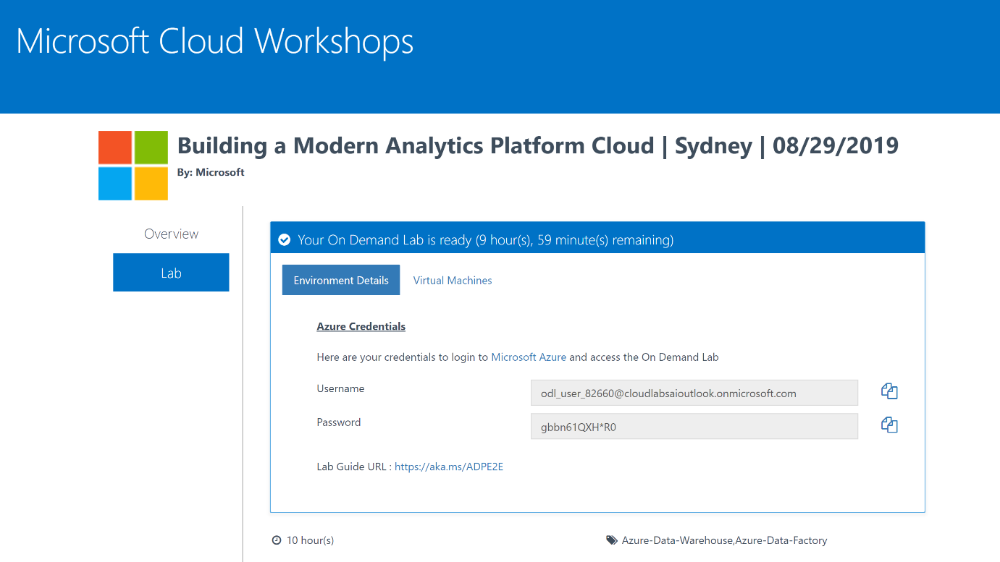 Microsoft Cloud Workshops
Building a Modern Analytics Platform Cloud | Sydney | 08/29/2019
By: Microsoft
Overview
Lab
Your On Demand Lab is ready (9 hour(s), 59 minute(s) remaining)
Environment Details Virtual Machines
Azure Credentials
Here are your credentials to login to Microsoft Azure and access the On Demand Lab
Username odl_user_82660@cloudlabsaioutlook.onmicrosoft.com
Password gbbn61QXH*R0
Lab Guide URL : https://aka.ms/ADPE2E
10 hour(s) Azure-Data-Warehouse,Azure-Data-Factory